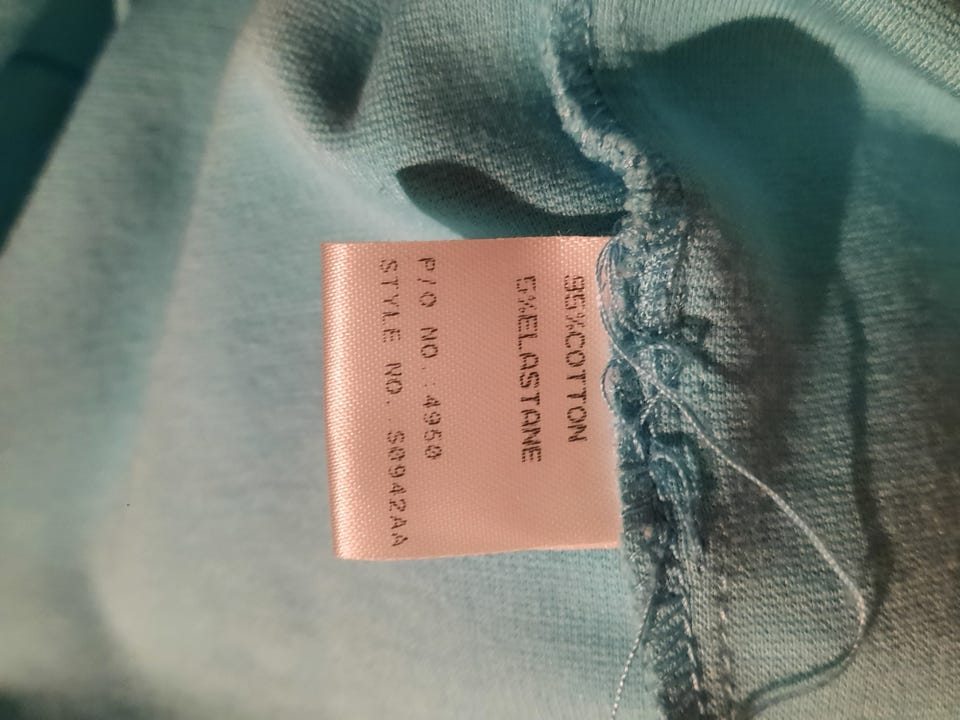 95%COTTON
5%ELASTANE
P/O NO.:4950
STYLE NO. S0942AA